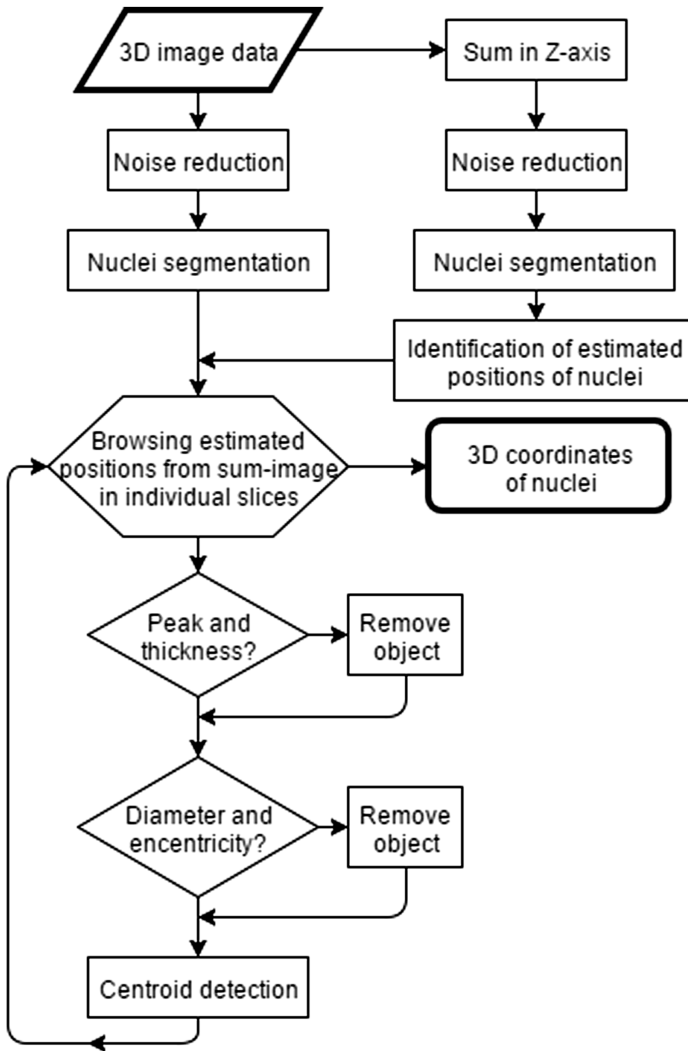 3D image data
Sum in Z-axis
Noise reduction
Noise reduction
Nuclei segmentation
Nuclei segmentation
Identification of estimated
positions of nuclei
Browsing estimated
positions from sum-image
in individual slices
3D coordinates
of nuclei
Peak and
thickness?
Remove
object
Diameter and
encentricity?
Remove
object
Centroid detection